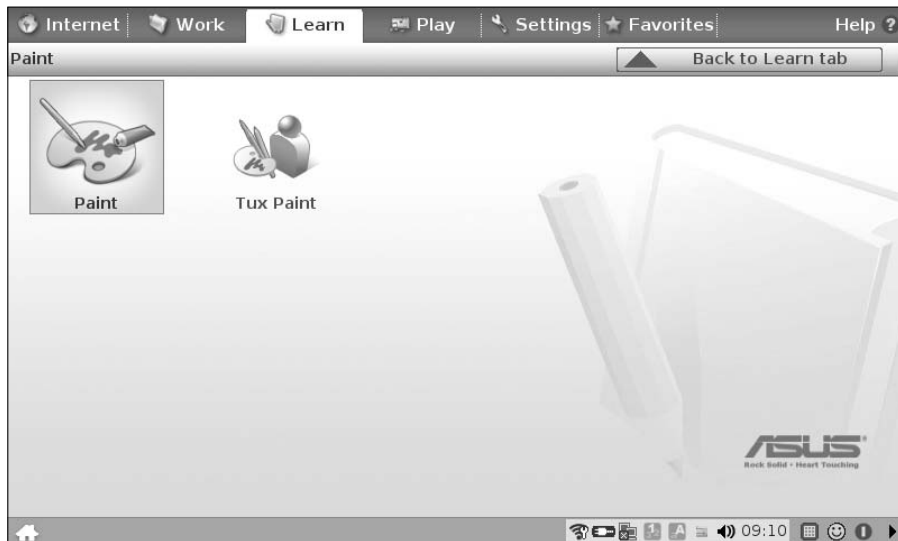 Internet Work Learn Play Settings Favorites Help ?
Paint Back to Learn tab
Paint Tux Paint
ASUS
Rock Solid • Heart Touching
1 A 09:10